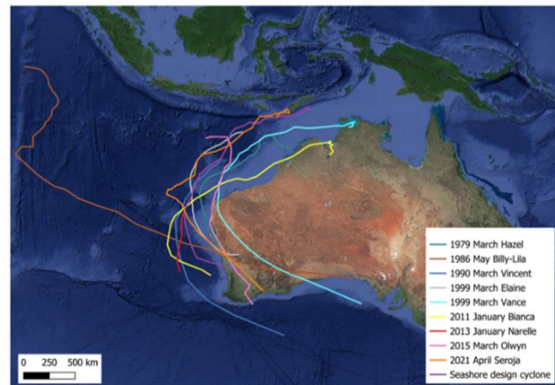 1979 March Hazel
1986 May Billy-Lila
1990 March Vincent
1999 March Elaine
1999 March Vance
2011 January Bianca
2013 January Narelle
2015 March Olwyn
2021 April Seroja
Seashore design cyclone
0 250 500 km